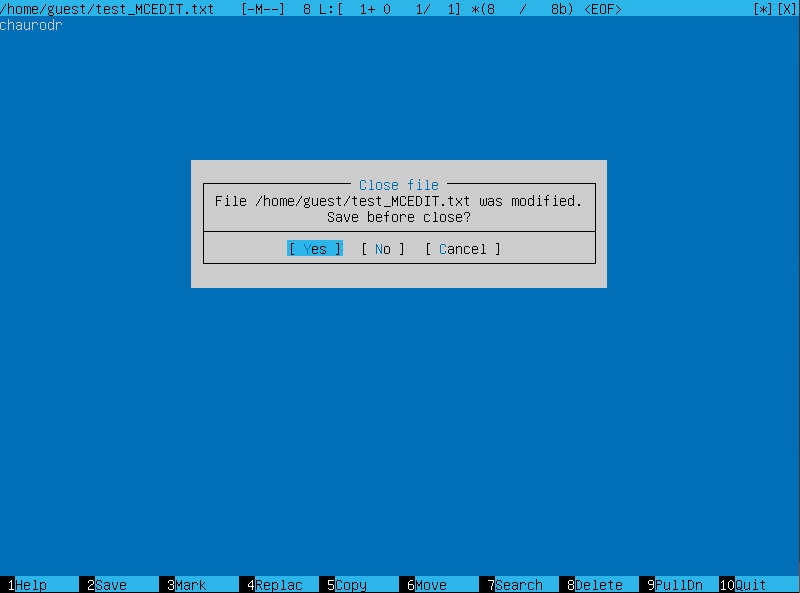 /home/guest/test_MCEDIT.txt [-M--] 8 L:[ 1+ 0 1/ 1] *(8 / 8b) <EOF> [*][X]
chaurodr
Close file
File /home/guest/test_MCEDIT.txt was modified.
Save before close?
[ Yes ] [ No ] [ Cancel ]
1Help 2Save 3Mark 4Replac 5Copy 6Move 7Search 8Delete 9PullDn 10Quit